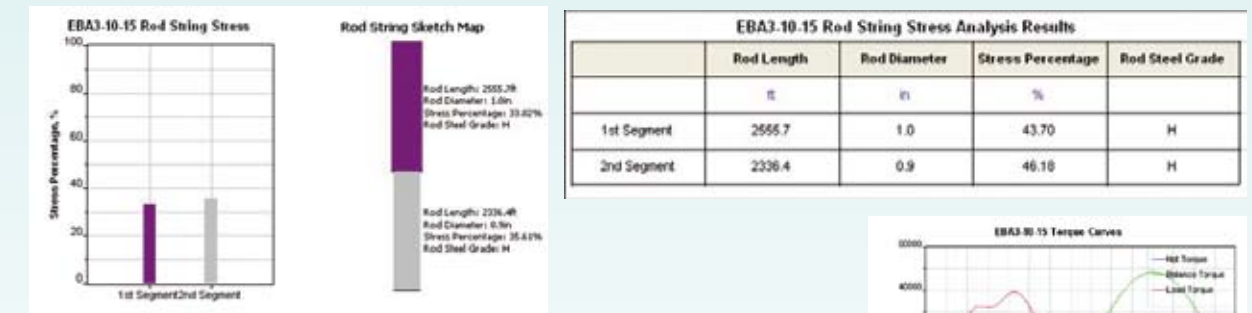 EBA3-10-15 Rod String Stress
100
80
60
40
20
0
Stress Percentage, %
1st Segment 2nd Segment
Rod String Sketch Map
Rod Length: 2555.7ft
Rod Diameter: 1.0in
Stress Percentage: 33.02%
Rod Steel Grade: H
Rod Length: 2336.4ft
Rod Diameter: 0.9in
Stress Percentage: 35.61%
Rod Steel Grade: H
EBA3-10-15 Rod String Stress Analysis Results
Rod Length Rod Diameter Stress Percentage Rod Steel Grade
ft in %
1st Segment 2555.7 1.0 43.70 H
2nd Segment 2336.4 0.9 46.18 H
EBA3-10-15 Torque Curves
60000
40000
Net Torque
Balance Torque
Load Torque